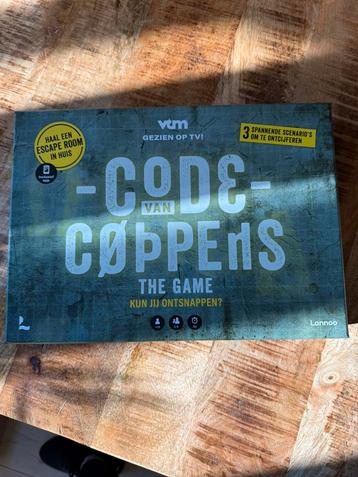 vtm
GEZIEN OP TV!
HAAL EEN
ESCAPE ROOM
IN HUIS
3 SPANNENDE SCENARIO'S
OM TE ONTCIJFEREN
-CODE-
VAN
CØPPENS
THE GAME
KUN JIJ ONTSNAPPEN?
Lannoo